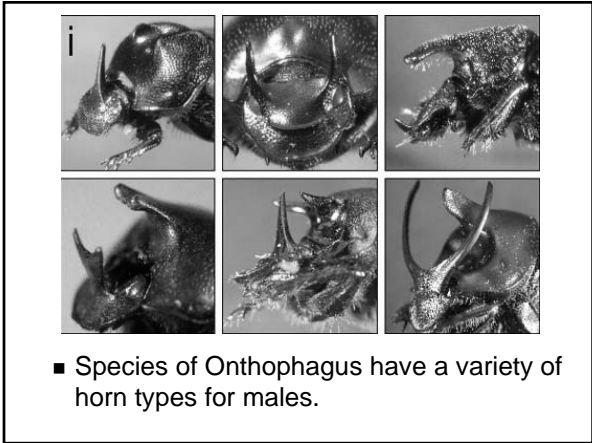 i
■ Species of Onthophagus have a variety of
horn types for males.